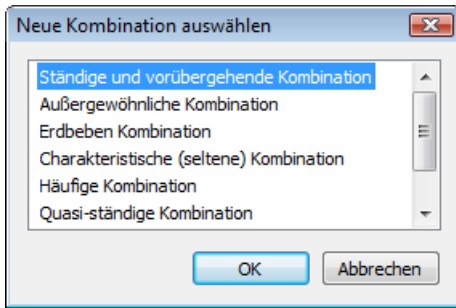 Neue Kombination auswählen
Ständige und vorübergehende Kombination
Außergewöhnliche Kombination
Erdbeben Kombination
Charakteristische (seltene) Kombination
Häufige Kombination
Quasi-ständige Kombination
OK Abbrechen